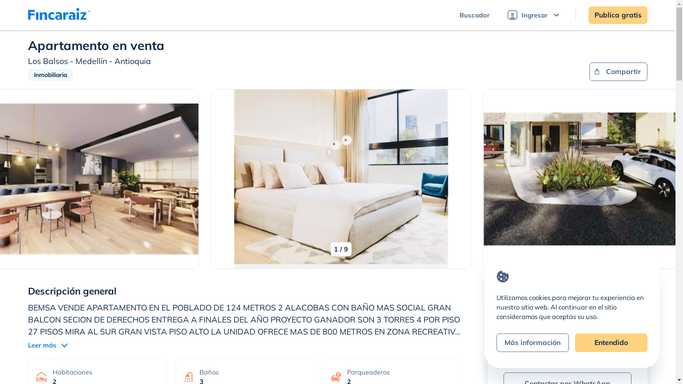 Fincaraiz
Buscador
Ingresar
Publica gratis
Apartamento en venta
Los Balsos - Medellín - Antioquia
Inmobiliaria
Compartir
1 / 9
Descripción general
BEMSA VENDE APARTAMENTO EN EL POBLADO DE 124 METROS 2 ALACOBAS CON BAÑO MAS SOCIAL GRAN
BALCON SECION DE DERECHOS ENTREGA A FINALES DEL AÑO PROYECTO GANADOR SON 3 TORRES 4 POR PISO
27 PISOS MIRA AL SUR GRAN VISTA PISO ALTO LA UNIDAD OFRECE MAS DE 800 METROS EN ZONA RECREATIV...
Leer más
Habitaciones
2
Baños
3
Parqueaderos
2
Utilizamos cookies para mejorar tu experiencia en
nuestro sitio web. Al continuar en el sitio
consideramos que aceptas su uso.
Más información
Entendido
Contactar por WhatsApp